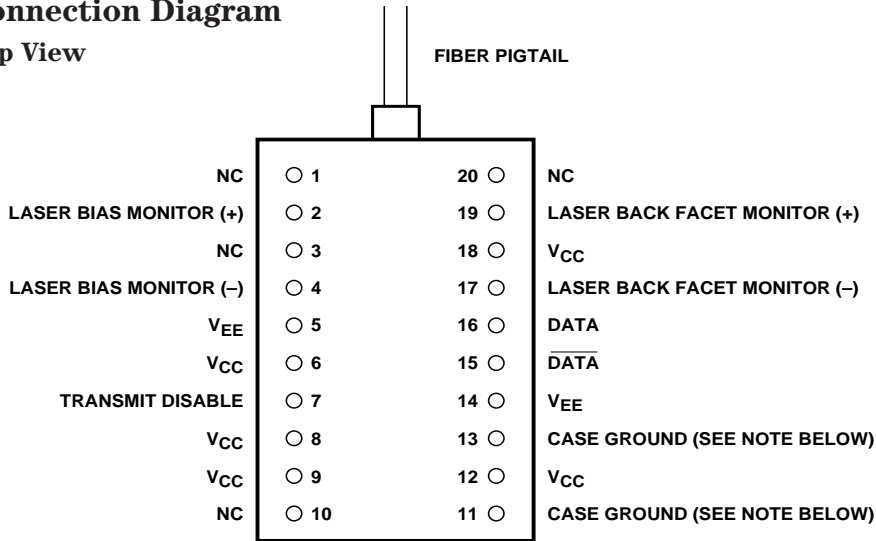 onnection Diagram
p View
FIBER PIGTAIL
NC 1 20 NC
LASER BIAS MONITOR (+) 2 19 LASER BACK FACET MONITOR (+)
NC 3 18 VCC
LASER BIAS MONITOR (–) 4 17 LASER BACK FACET MONITOR (–)
VEE 5 16 DATA
VCC 6 15 D̅A̅T̅A̅
TRANSMIT DISABLE 7 14 VEE
VCC 8 13 CASE GROUND (SEE NOTE BELOW)
VCC 9 12 VCC
NC 10 11 CASE GROUND (SEE NOTE BELOW)